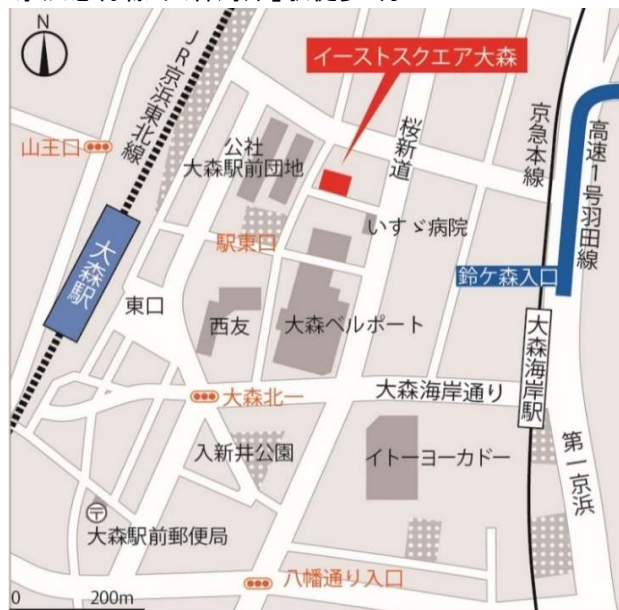 N
イーストスクエア大森
JR京浜東北線
山王口
公社
大森駅前団地
桜新道
京急本線
高速1号羽田線
いすゞ病院
駅東口
大森駅
東口
西友
大森ベルポート
鈴ケ森入口
大森海岸駅
大森北一
大森海岸通り
入新井公園
イトーヨーカドー
第一京浜
〒
大森駅前郵便局
八幡通り入口
0 200m